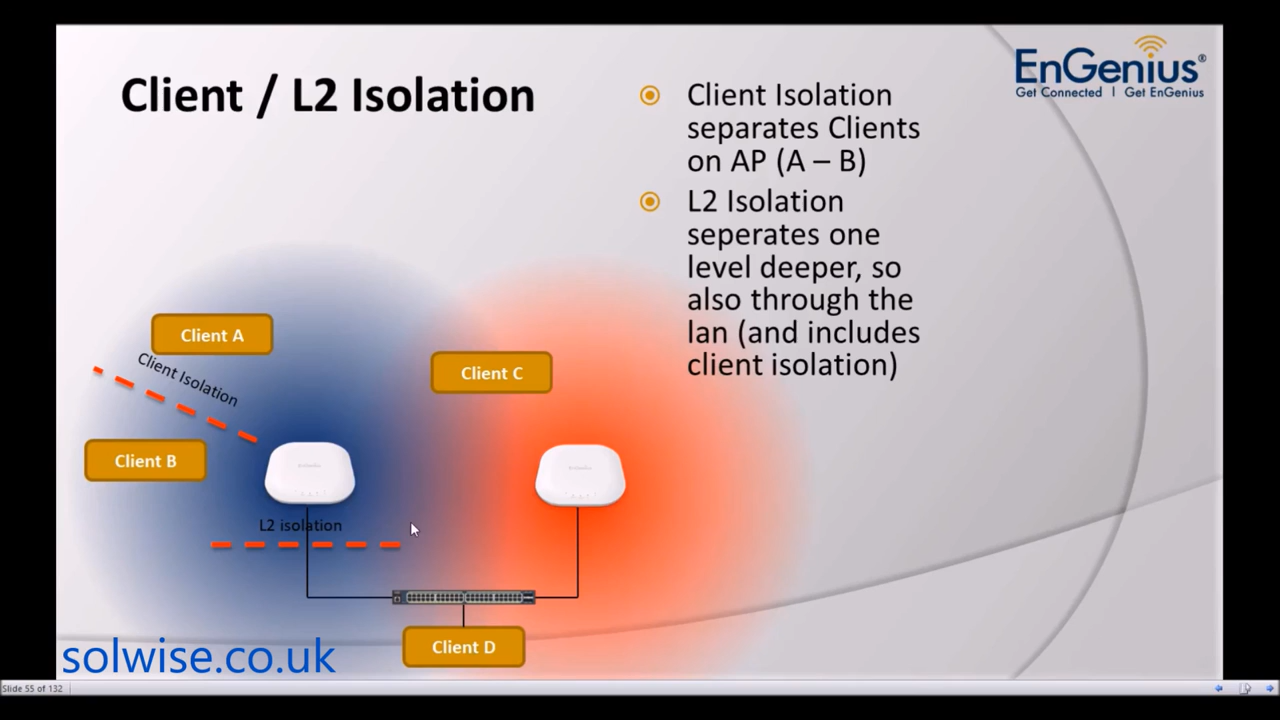 Client / L2 Isolation
EnGenius®
Get Connected | Get EnGenius
Client Isolation
separates Clients
on AP (A – B)
L2 Isolation
seperates one
level deeper, so
also through the
lan (and includes
client isolation)
Client A
Client Isolation
Client C
Client B
L2 isolation
Client D
solwise.co.uk
Slide 55 of 132